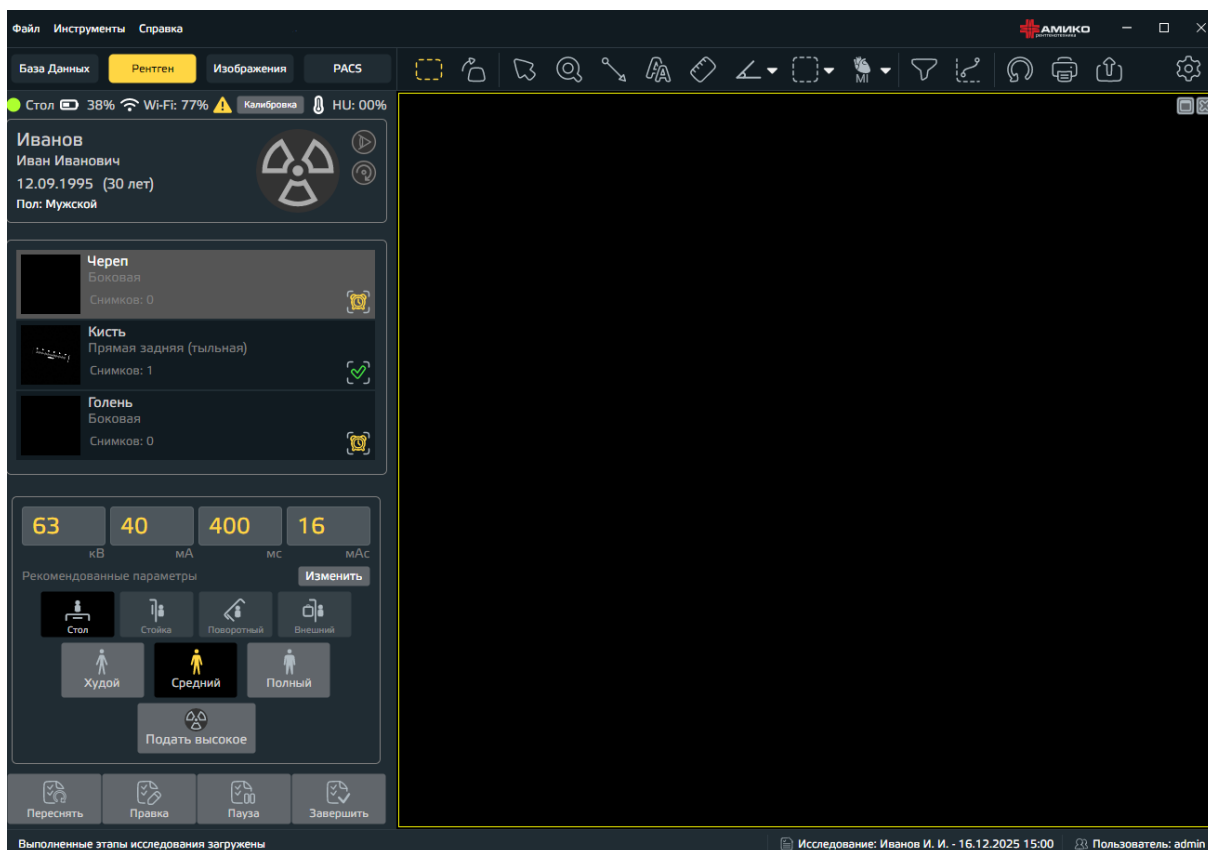 Файл Инструменты Справка
АМИКО
База Данных Рентген Изображения PACS
MI
Стол 38% Wi-Fi: 77% Калибровка HU: 00%
Иванов
Иван Иванович
12.09.1995 (30 лет)
Пол: Мужской
Череп
Боковая
Снимков: 0
Кисть
Прямая задняя (тыльная)
Снимков: 1
Голень
Боковая
Снимков: 0
63 40 400 16
кВ мА мс мАс
Рекомендованные параметры Изменить
Стол Стойка Поворотный Внешний
Худой Средний Полный
Подать высокое
Переснять Правка Пауза Завершить
Выполненные этапы исследования загружены Исследование: Иванов И. И. - 16.12.2025 15:00 Пользователь: admin